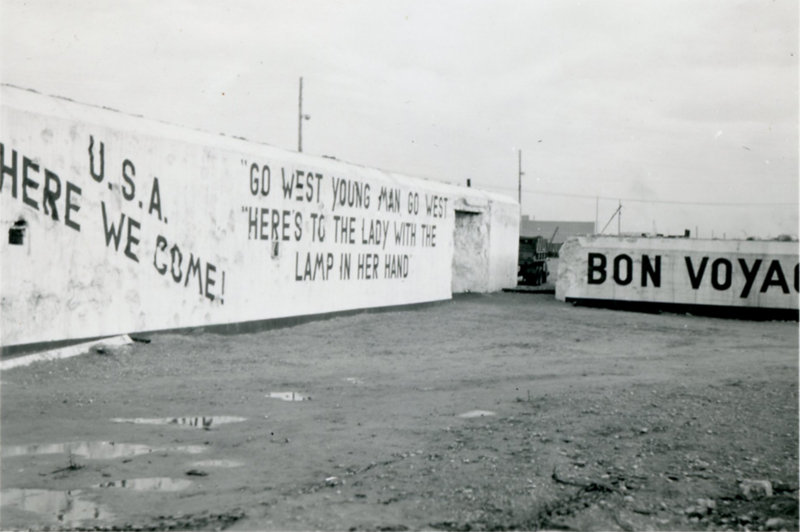 U.S.A.
HERE WE COME!
"GO WEST YOUNG MAN, GO WEST
"HERE'S TO THE LADY WITH THE
LAMP IN HER HAND
BON VOYAG